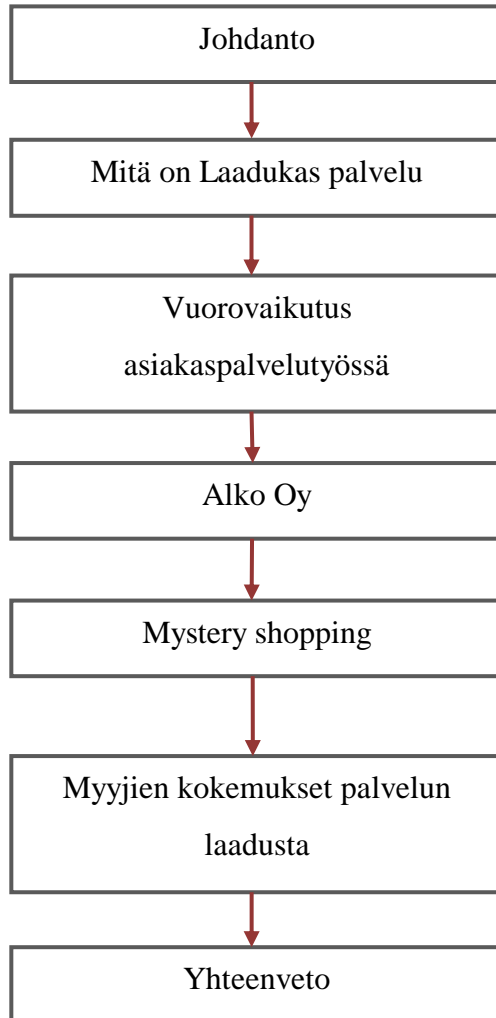 Johdanto
Mitä on Laadukas palvelu
Vuorovaikutus
asiakaspalvelutyössä
Alko Oy
Mystery shopping
Myyjien kokemukset palvelun
laadusta
Yhteenveto